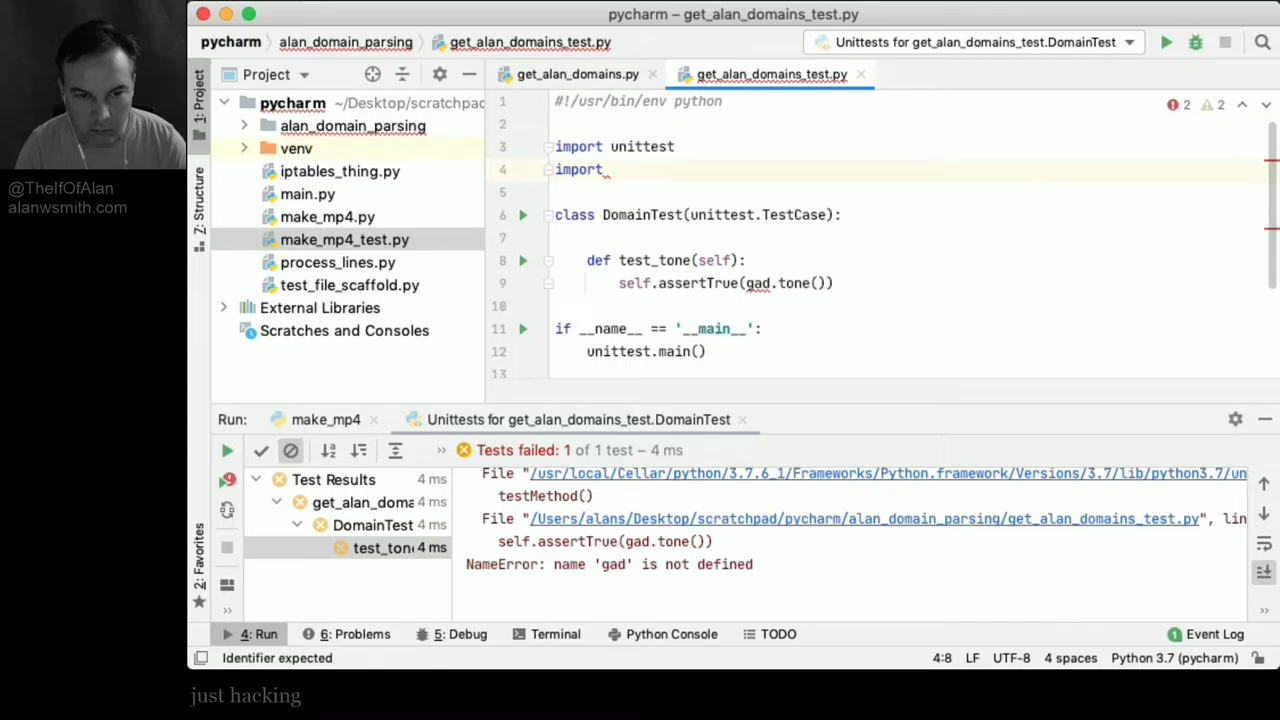 pycharm – get_alan_domains_test.py
pycharm alan_domain_parsing get_alan_domains_test.py Unittests for get_alan_domains_test.DomainTest
1: Project
Project
get_alan_domains.py get_alan_domains_test.py
pycharm ~/Desktop/scratchpad
alan_domain_parsing
venv
iptables_thing.py
main.py
make_mp4.py
make_mp4_test.py
process_lines.py
test_file_scaffold.py
External Libraries
Scratches and Consoles
7: Structure
2: Favorites
2 2
1 #!/usr/bin/env python
2
3 import unittest
4 import
5
6 class DomainTest(unittest.TestCase):
7
8 def test_tone(self):
9 self.assertTrue(gad.tone())
10
11 if __name__ == '__main__':
12 unittest.main()
13
@TheIfOfAlan
alanwsmith.com
Run: make_mp4 Unittests for get_alan_domains_test.DomainTest
» Tests failed: 1 of 1 test – 4 ms
Test Results 4 ms
get_alan_doma 4 ms
DomainTest 4 ms
test_ton 4 ms
File "/usr/local/Cellar/python/3.7.6_1/Frameworks/Python.framework/Versions/3.7/lib/python3.7/un
testMethod()
File "/Users/alans/Desktop/scratchpad/pycharm/alan_domain_parsing/get_alan_domains_test.py", lin
self.assertTrue(gad.tone())
NameError: name 'gad' is not defined
» »
4: Run 6: Problems 5: Debug Terminal Python Console TODO 1 Event Log
Identifier expected 4:8 LF UTF-8 4 spaces Python 3.7 (pycharm)
just hacking